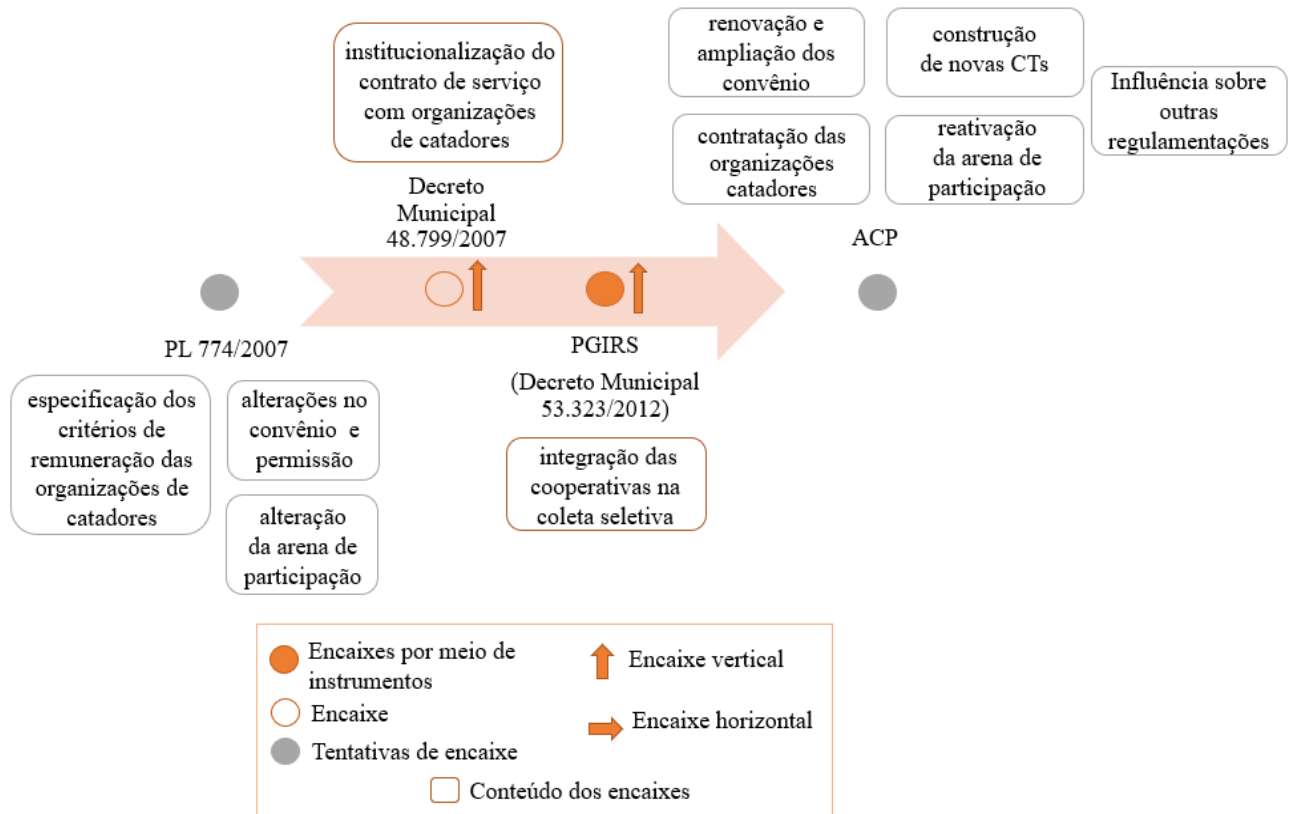 institucionalização do
contrato de serviço
com organizações
de catadores
renovação e
ampliação dos
convênio
construção
de novas CTs
Influência sobre
outras
regulamentações
contratação das
organizações
catadores
reativação
da arena de
participação
Decreto
Municipal
48.799/2007
ACP
PL 774/2007
PGIRS
(Decreto Municipal
53.323/2012)
especificação dos
critérios de
remuneração das
organizações de
catadores
alterações no
convênio e
permissão
alteração
da arena de
participação
integração das
cooperativas na
coleta seletiva
Encaixes por meio de
instrumentos
Encaixe
Tentativas de encaixe
Encaixe vertical
Encaixe horizontal
Conteúdo dos encaixes